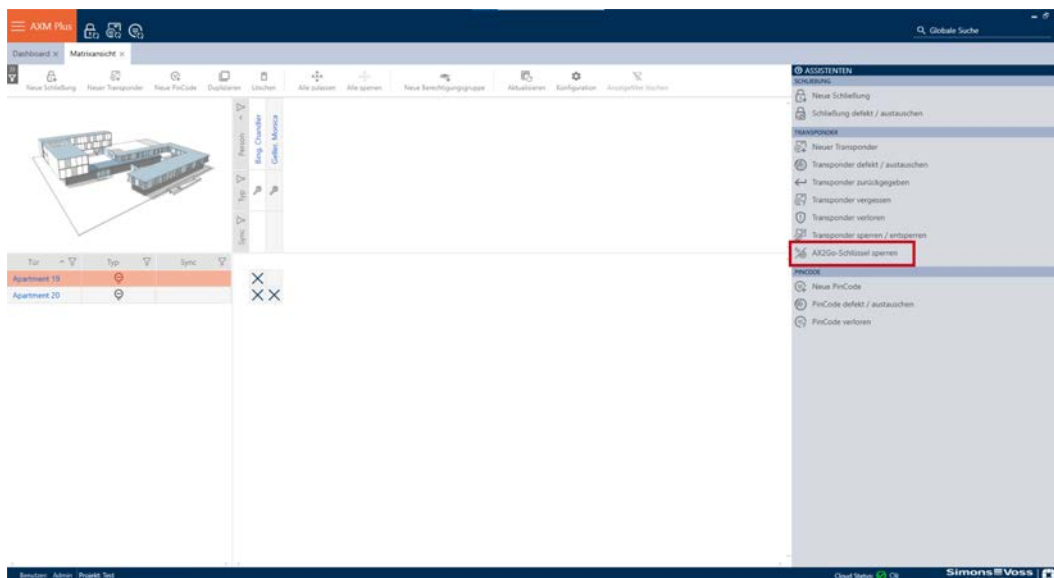 AXM Plus
Globale Suche
Dashboard
Matrixansicht
Neue Schließung
Neuer Transponder
Neue PinCode
Duplizieren
Löschen
Alle zulassen
Alle sperren
Neue Berechtigungsgruppe
Aktualisieren
Konfiguration
Anzeigefilter löschen
Person
Bing, Chandler
Geller, Monica
Typ
Sync
Tür Typ Sync
Apartment 19
Apartment 20
ASSISTENTEN
SCHLIESSUNG
Neue Schließung
Schließung defekt / austauschen
TRANSPONDER
Neuer Transponder
Transponder defekt / austauschen
Transponder zurückgegeben
Transponder vergessen
Transponder verloren
Transponder sperren / entsperren
AX2Go-Schlüssel sperren
PINCODE
Neue PinCode
PinCode defekt / austauschen
PinCode verloren
Benutzer: Admin Projekt: Test
Cloud Status: Ok
SimonsVoss